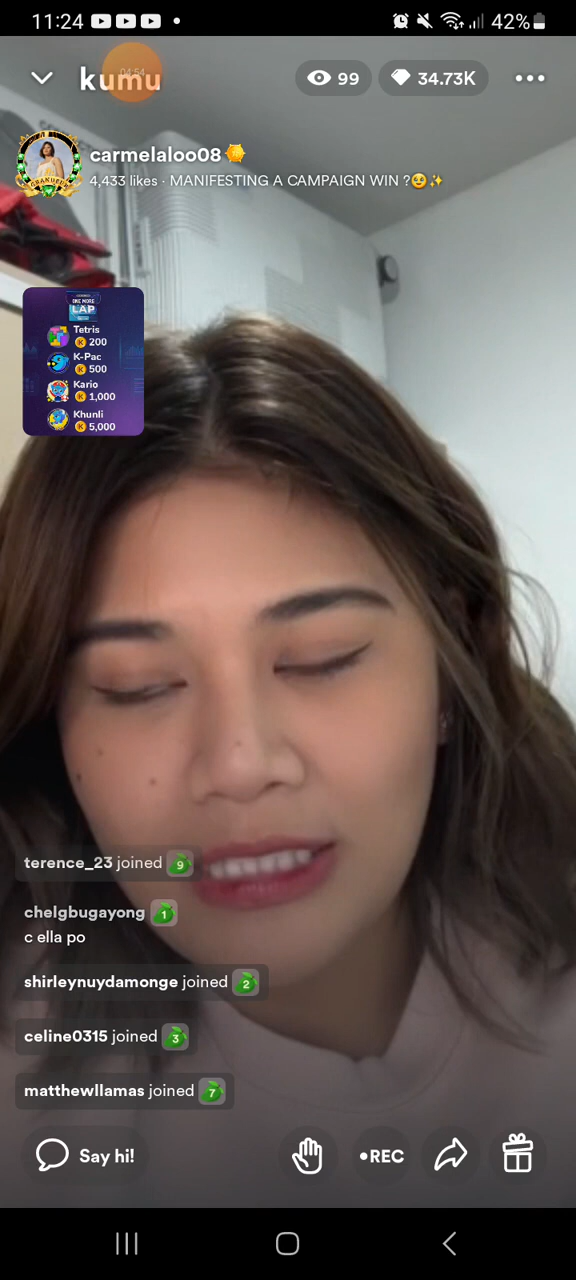 11:24
42%
kumu
04:54
99
34.73K
carmelaloo08
4,433 likes · MANIFESTING A CAMPAIGN WIN ?🥹✨
ONE MORE
LAP
Tetris
K 200
K-Pac
K 500
Kario
K 1,000
Khunli
K 5,000
terence_23 joined 9
chelgbugayong 1
c ella po
shirleynuydamonge joined 2
celine0315 joined 3
matthewllamas joined 7
Say hi!
•REC